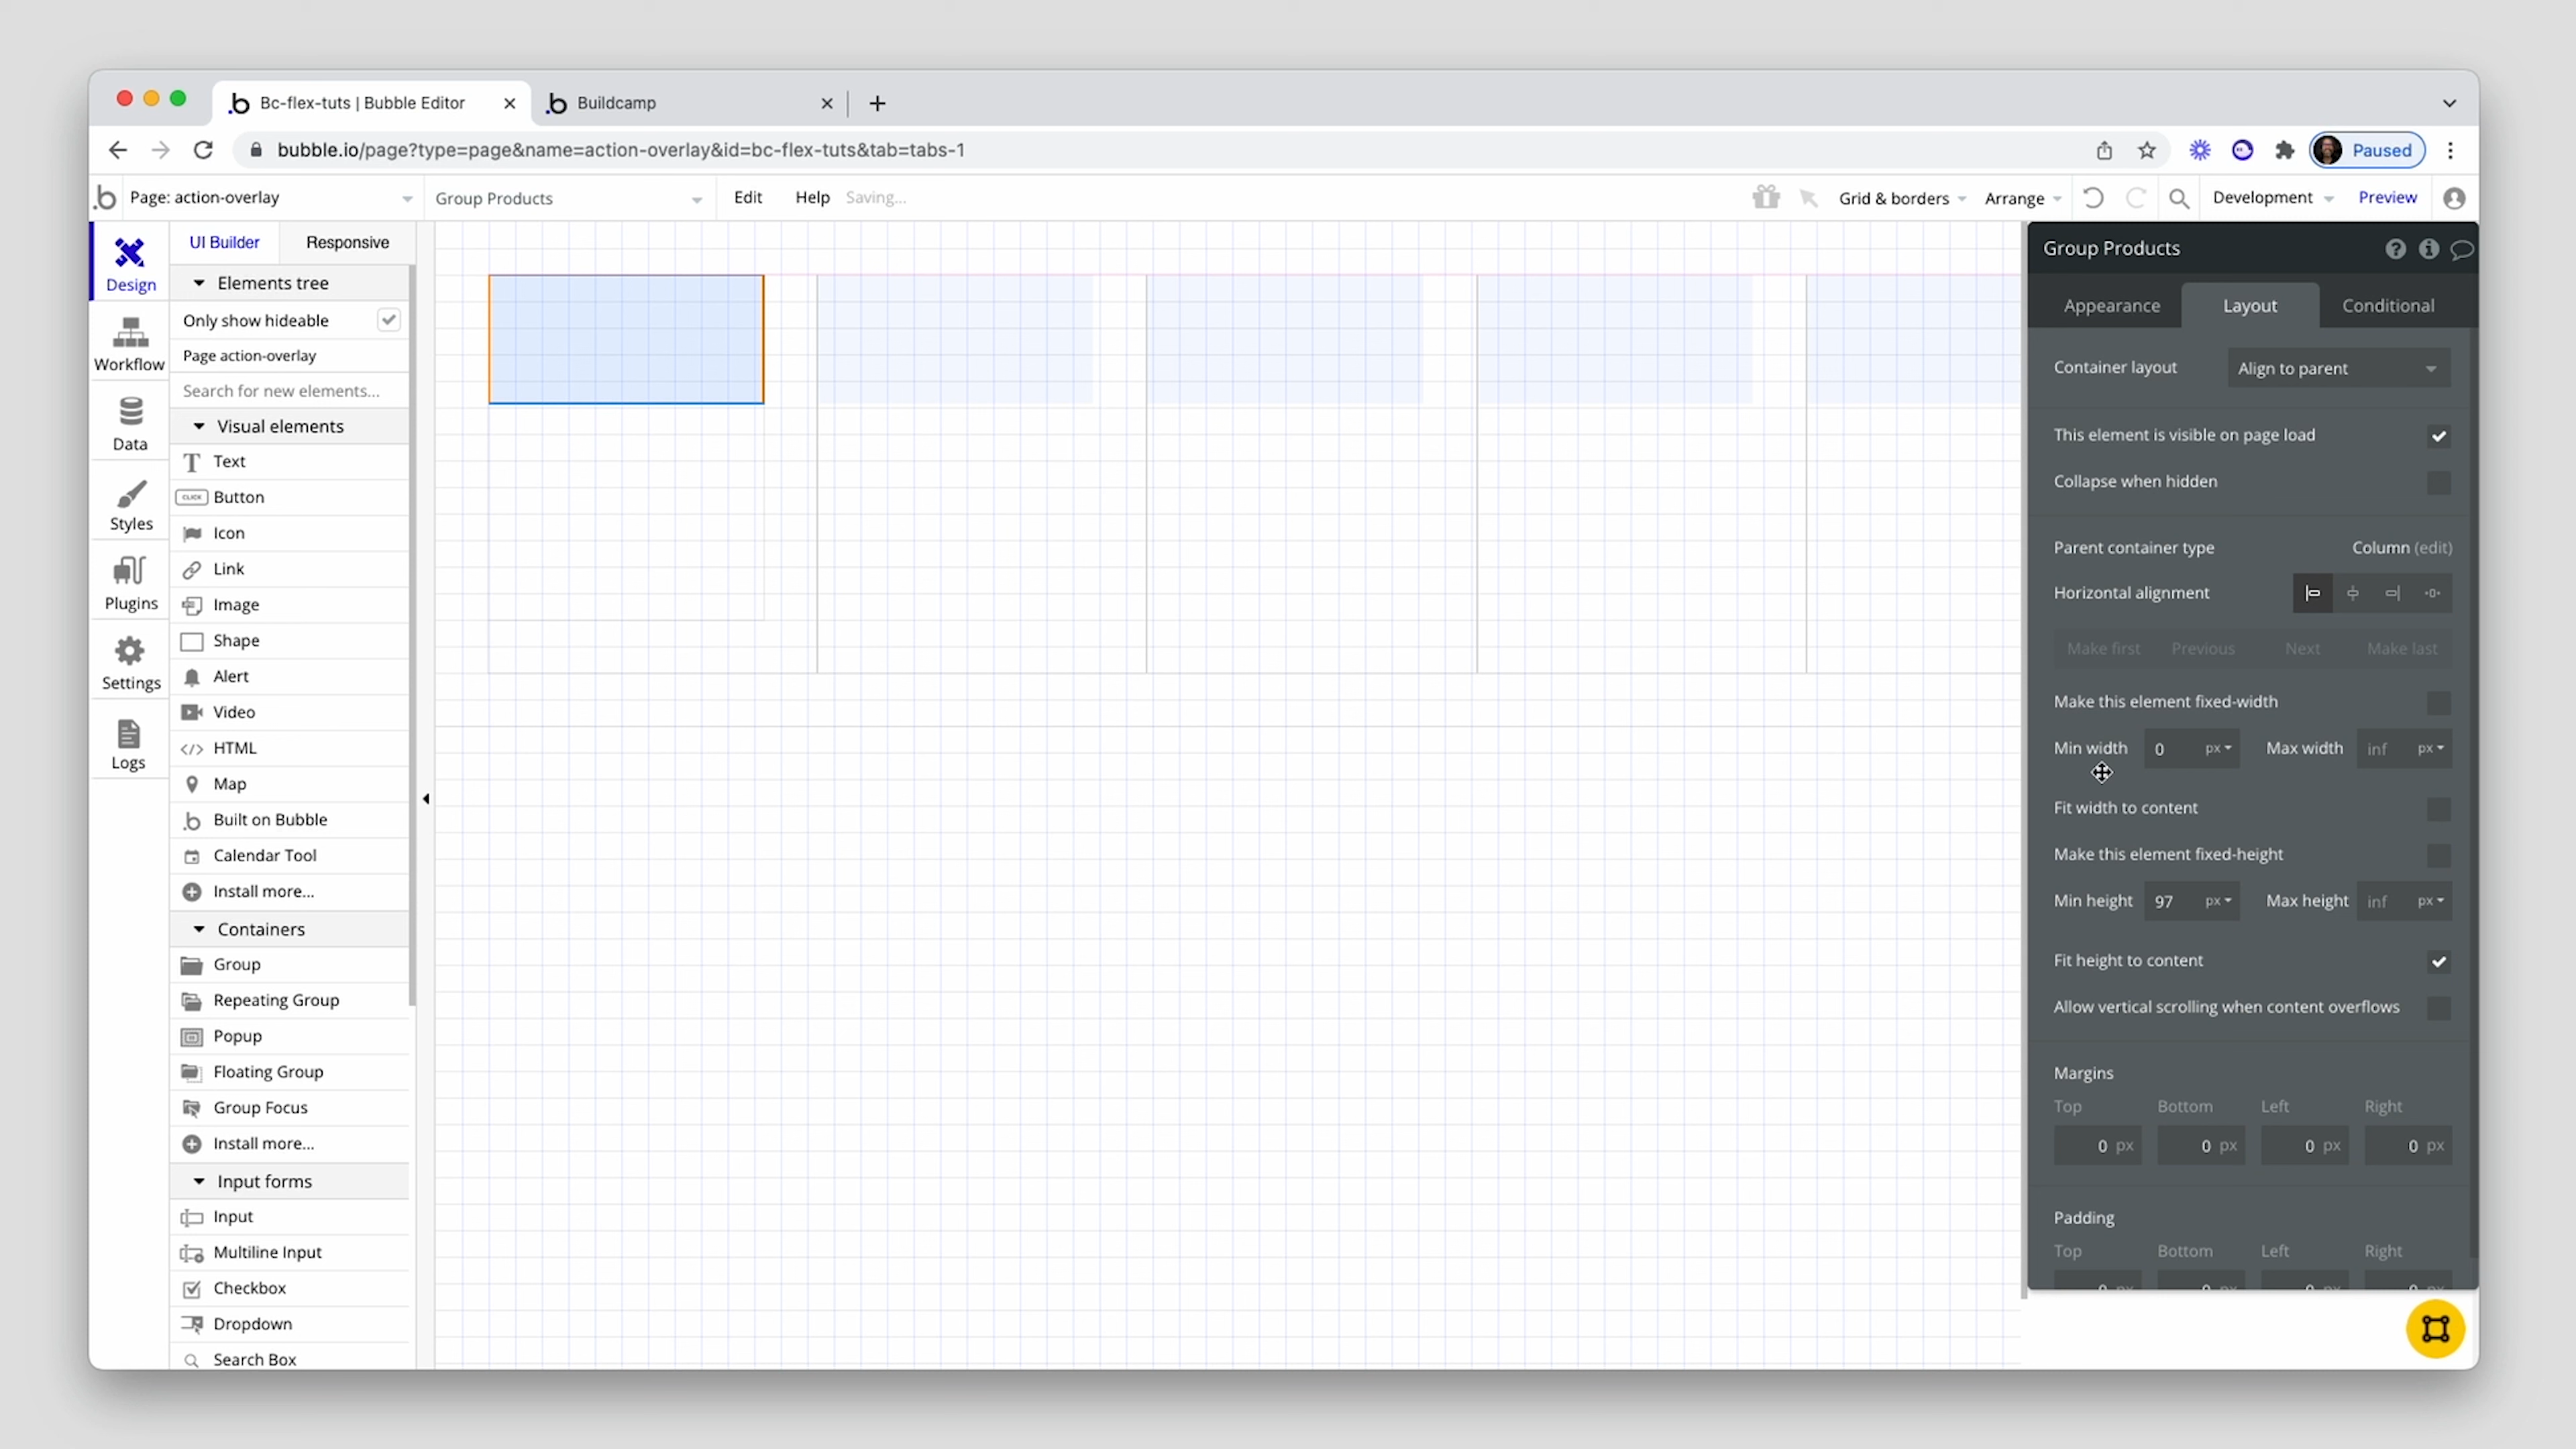 Bc-flex-tuts | Bubble Editor
Buildcamp
bubble.io/page?type=page&name=action-overlay&id=bc-flex-tuts&tab=tabs-1
Paused
Page: action-overlay
Group Products
Edit
Help
Saving...
Grid & borders
Arrange
Development
Preview
Design
Workflow
Data
Styles
Plugins
Settings
Logs
UI Builder
Responsive
Elements tree
Only show hideable
Page action-overlay
Search for new elements...
Visual elements
Text
CLICK
Button
Icon
Link
Image
Shape
Alert
Video
HTML
Map
Built on Bubble
Calendar Tool
Install more...
Containers
Group
Repeating Group
Popup
Floating Group
Group Focus
Install more...
Input forms
Input
Multiline Input
Checkbox
Dropdown
Search Box
Group Products
Appearance
Layout
Conditional
Container layout
Align to parent
This element is visible on page load
Collapse when hidden
Parent container type
Column (edit)
Horizontal alignment
Make first
Previous
Next
Make last
Make this element fixed-width
Min width 0 px
Max width inf px
Fit width to content
Make this element fixed-height
Min height 97 px
Max height inf px
Fit height to content
Allow vertical scrolling when content overflows
Margins
Top Bottom Left Right
0 px 0 px 0 px 0 px
Padding
Top Bottom Left Right